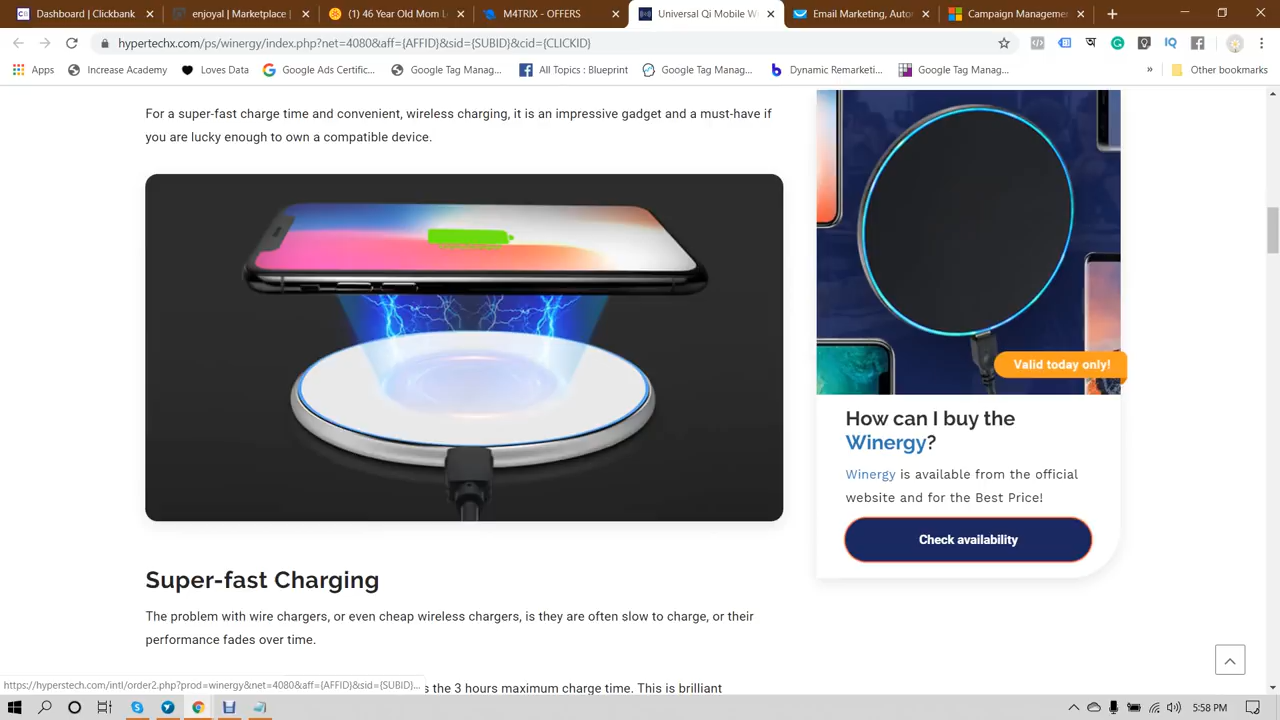 Dashboard | Clickbank
enjoyal | Marketplace
(1) 46 Year Old Mom L
M4TRIX - OFFERS
Universal Qi Mobile W
Email Marketing, Auto
Campaign Manageme
hypertechx.com/ps/winergy/index.php?net=4080&aff={AFFID}&sid={SUBID}&cid={CLICKID}
Apps
Increase Academy
Loves Data
Google Ads Certific...
Google Tag Manag...
All Topics : Blueprint
Google Tag Manag...
Dynamic Remarketi...
Google Tag Manag...
»
Other bookmarks
For a super-fast charge time and convenient, wireless charging, it is an impressive gadget and a must-have if
you are lucky enough to own a compatible device.
Valid today only!
How can I buy the
Winergy?
Winergy is available from the official
website and for the Best Price!
Check availability
Super-fast Charging
The problem with wire chargers, or even cheap wireless chargers, is they are often slow to charge, or their
performance fades over time.
s the 3 hours maximum charge time. This is brilliant
https://hyperstech.com/intl/order2.php?prod=winergy&net=4080&aff={AFFID}&sid={SUBID}...
5:58 PM